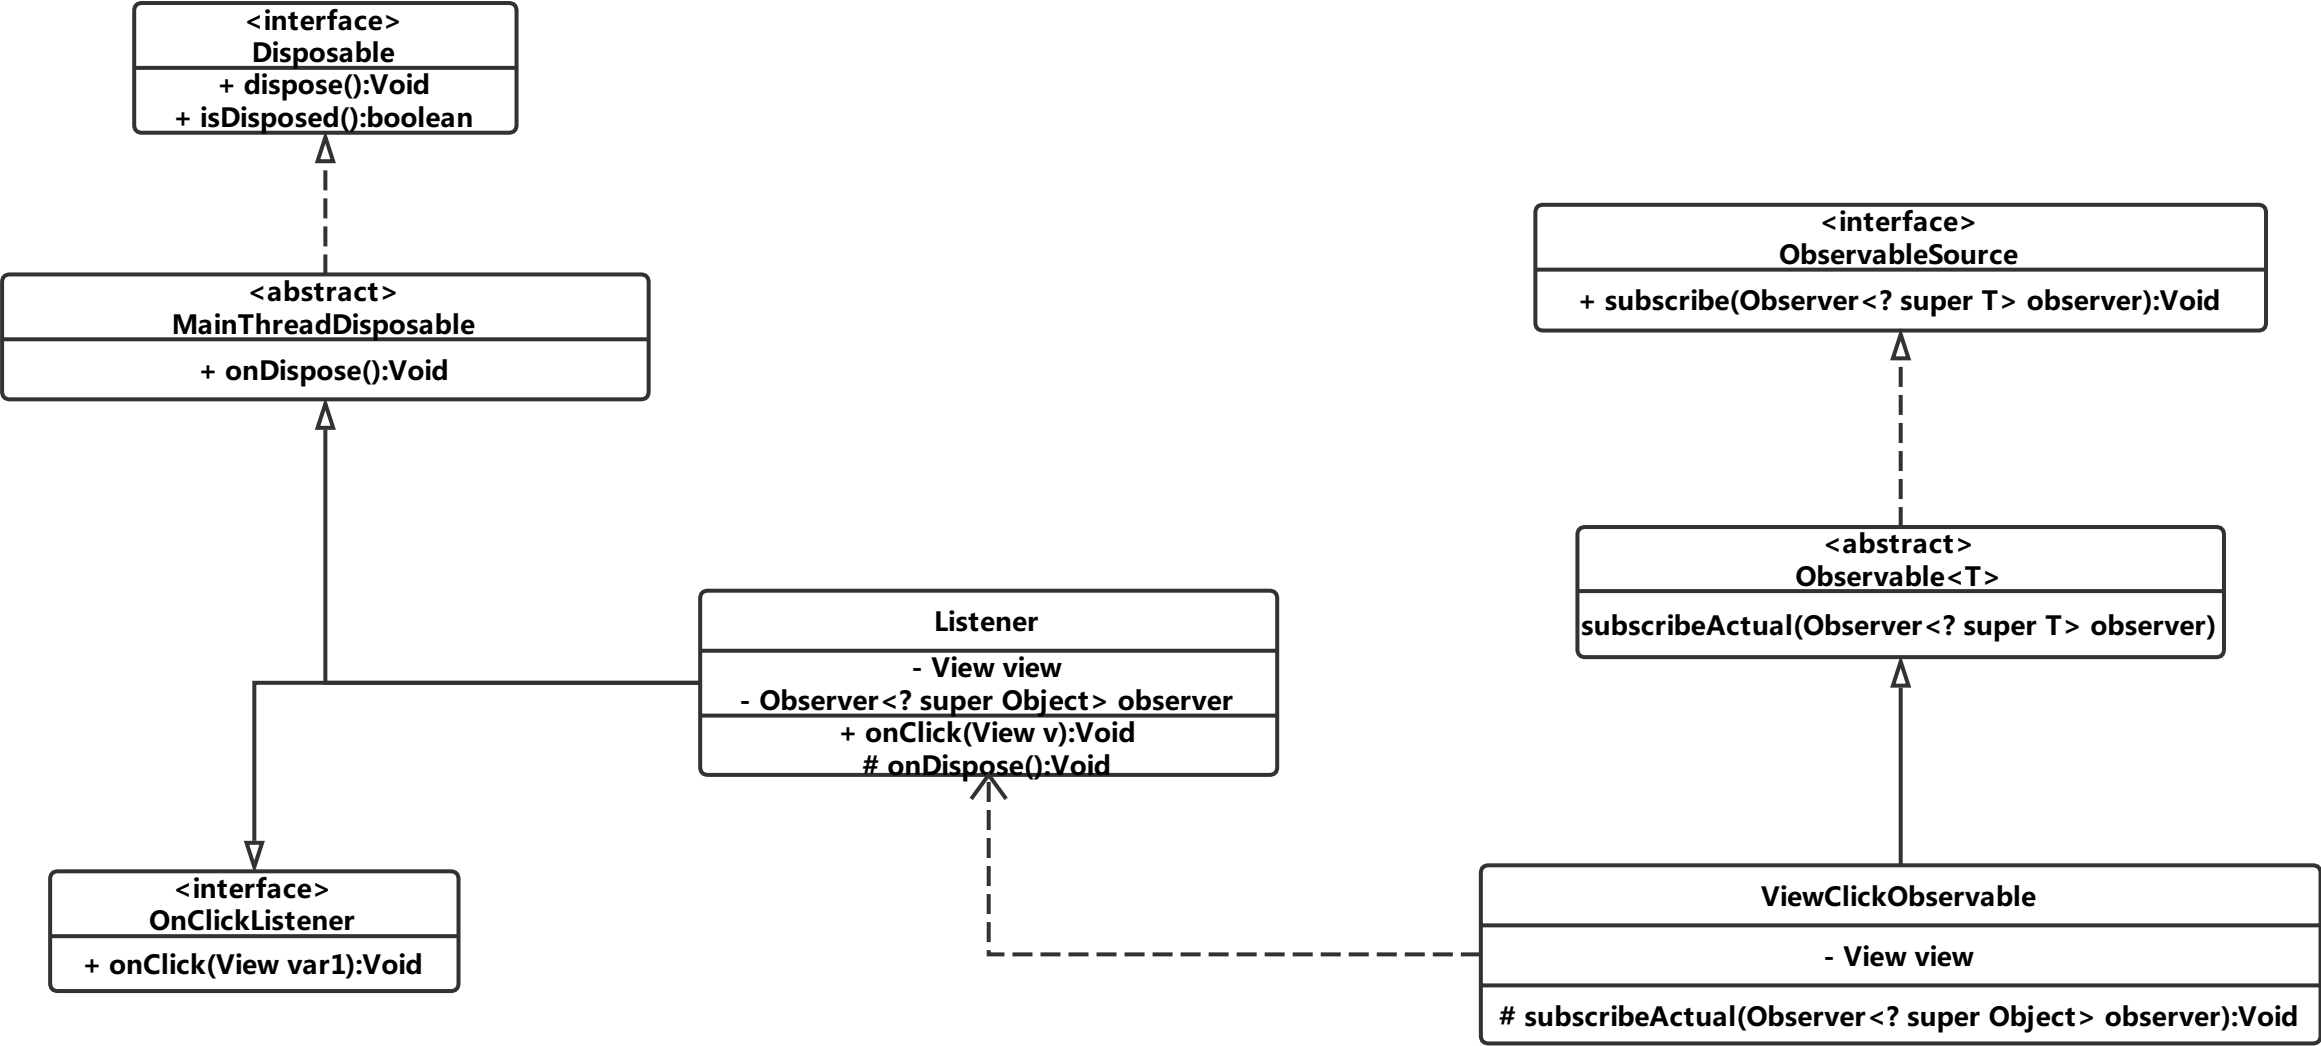 <interface>
Disposable
+ dispose():Void
+ isDisposed():boolean
<abstract>
MainThreadDisposable
+ onDispose():Void
<interface>
ObservableSource
+ subscribe(Observer<? super T> observer):Void
<abstract>
Observable<T>
subscribeActual(Observer<? super T> observer)
Listener
- View view
- Observer<? super Object> observer
+ onClick(View v):Void
# onDispose():Void
<interface>
OnClickListener
+ onClick(View var1):Void
ViewClickObservable
- View view
# subscribeActual(Observer<? super Object> observer):Void